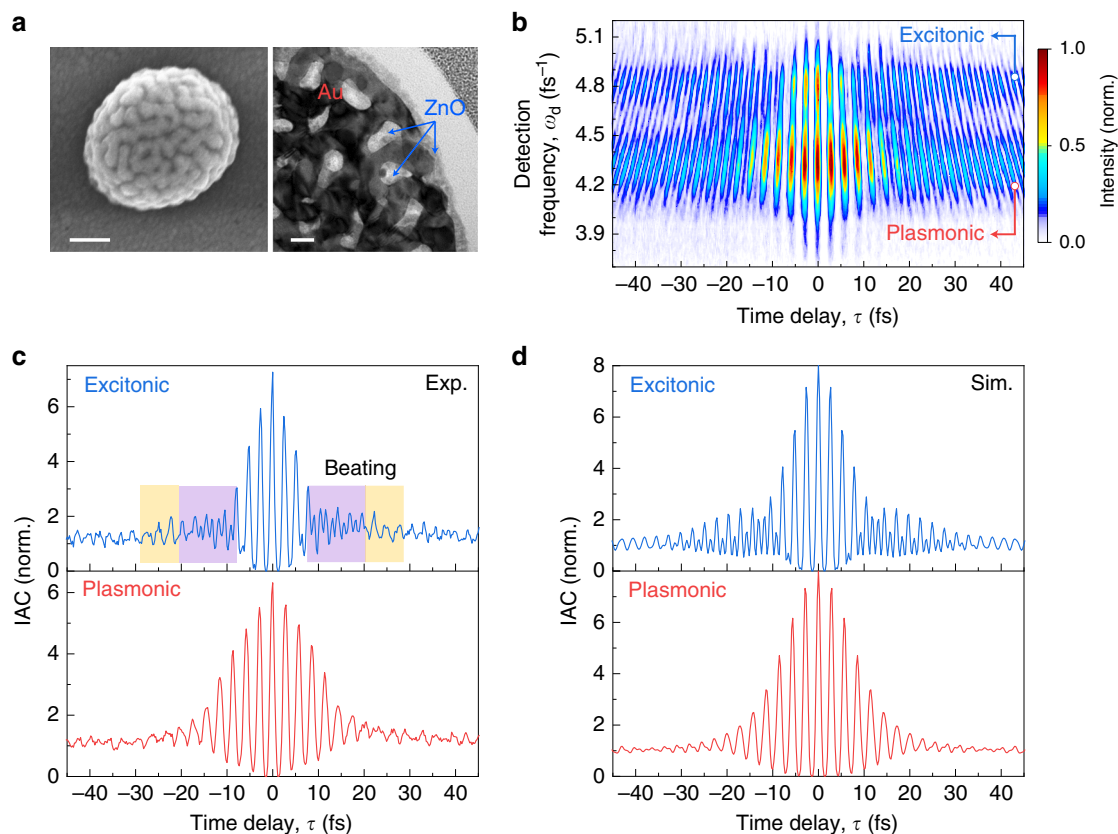 a
Au
ZnO
b
Detection
frequency, ω_d (fs⁻¹)
5.1
4.8
4.5
4.2
3.9
Excitonic
Plasmonic
−40 −30 −20 −10 0 10 20 30 40
Time delay, τ (fs)
1.0
0.5
0.0
Intensity (norm.)
c
Excitonic
Exp.
Beating
6
4
2
0
Plasmonic
6
4
2
0
IAC (norm.)
−40 −30 −20 −10 0 10 20 30 40
Time delay, τ (fs)
d
Excitonic
Sim.
8
6
4
2
0
Plasmonic
6
4
2
0
IAC (norm.)
−40 −30 −20 −10 0 10 20 30 40
Time delay, τ (fs)